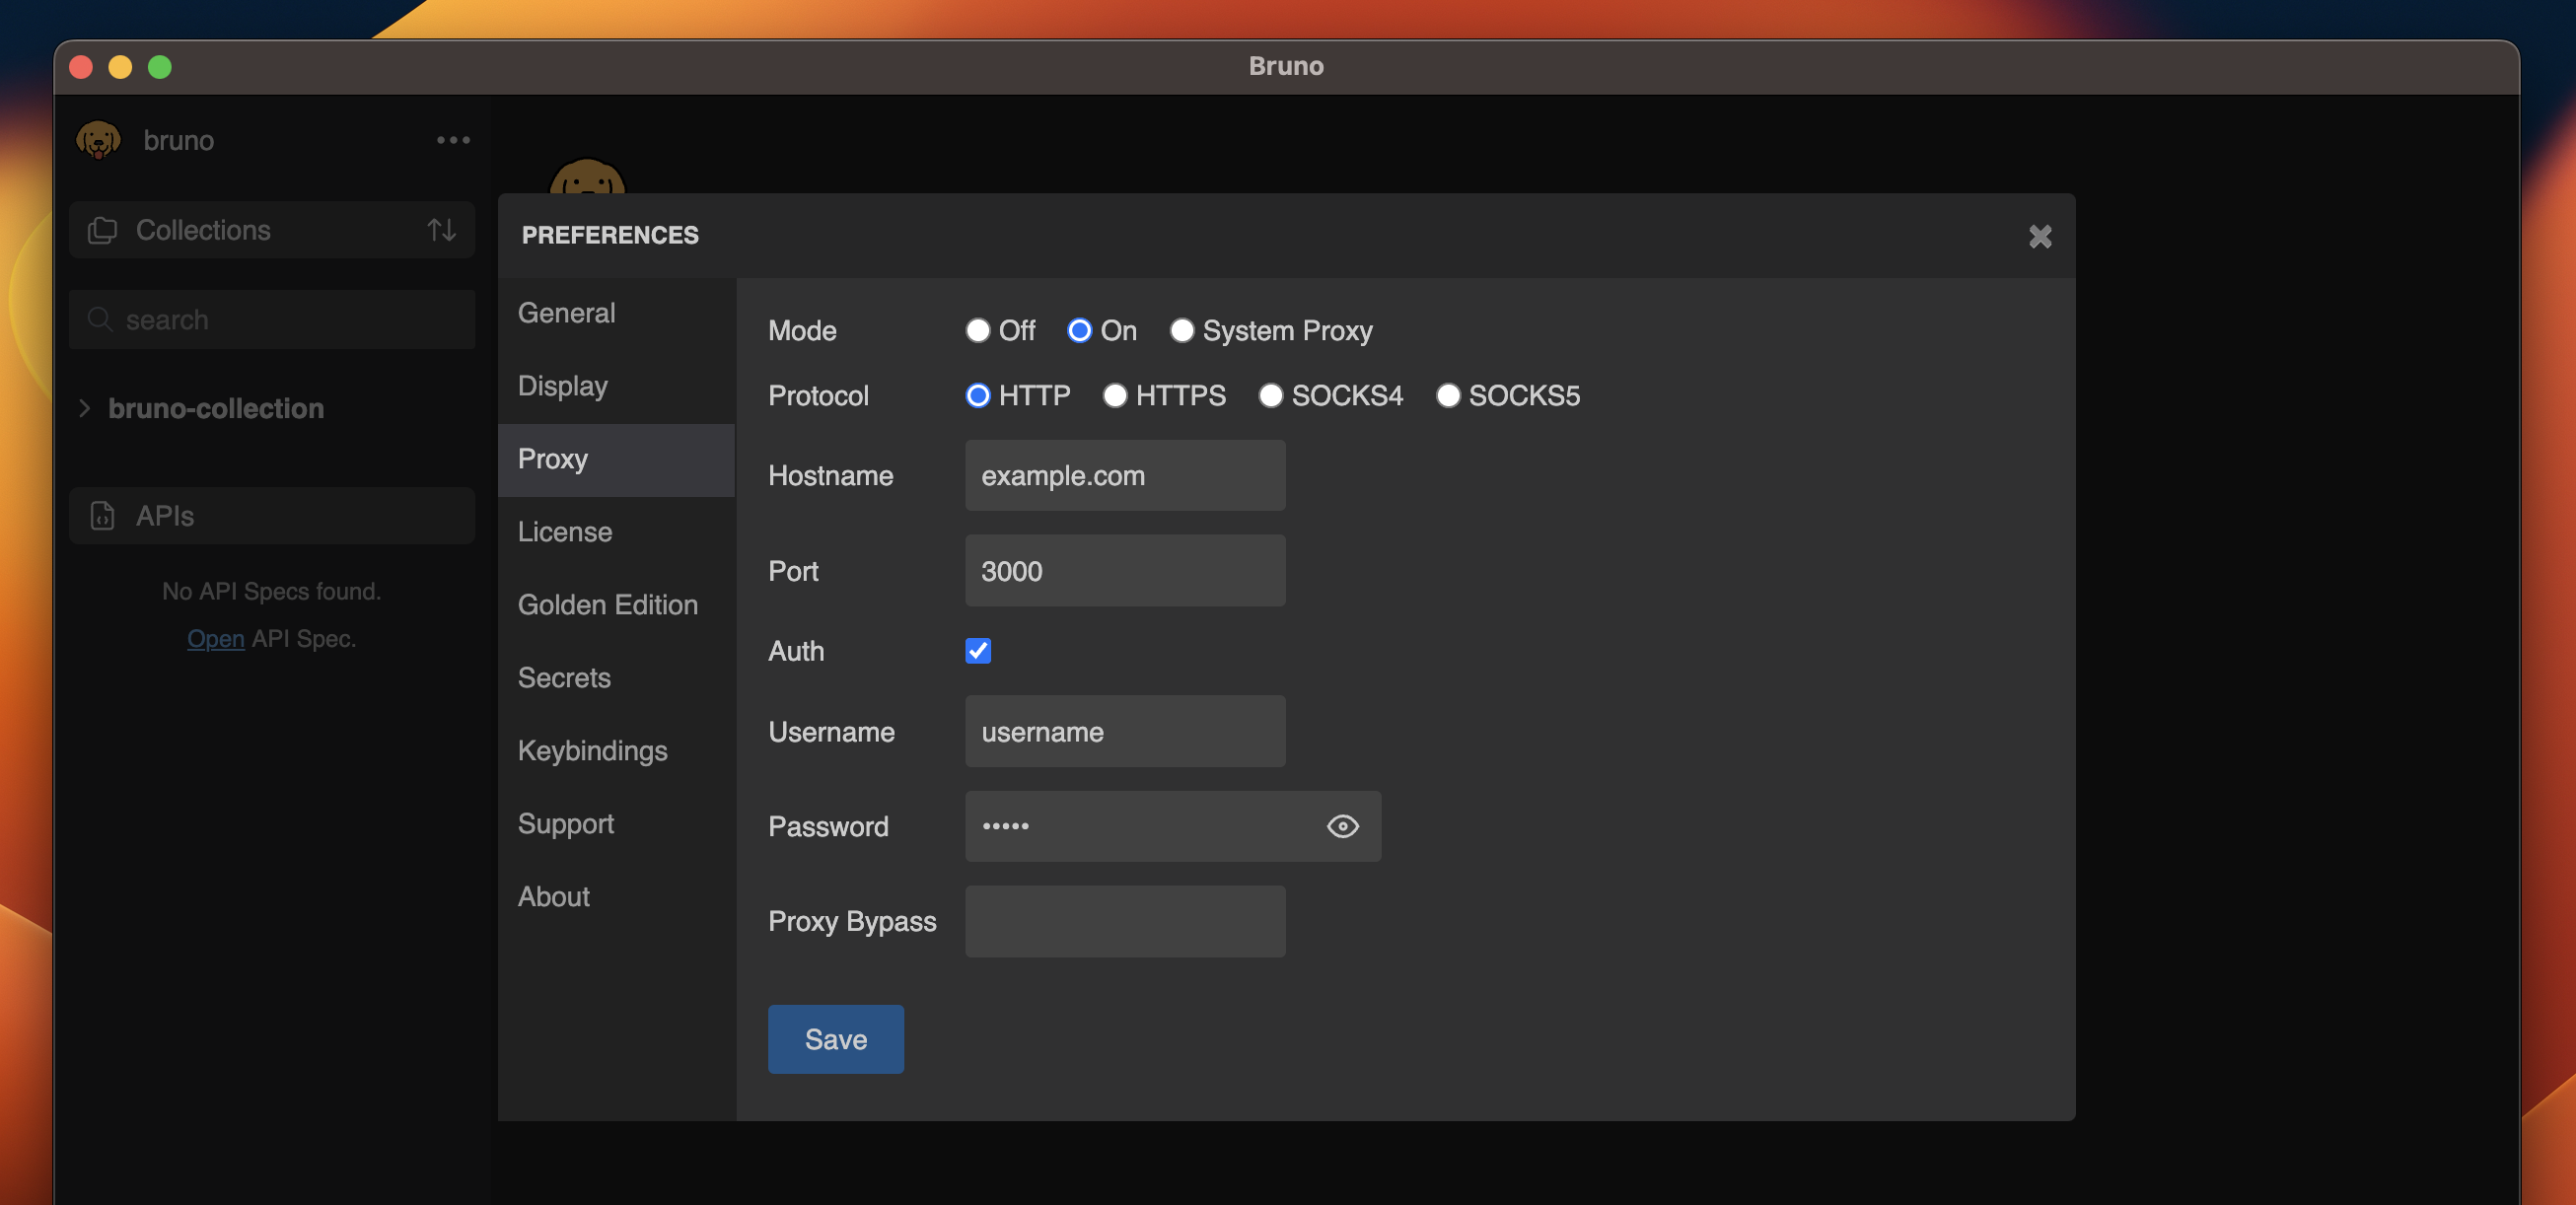 Bruno
bruno
Collections
search
bruno-collection
APIs
No API Specs found.
Open API Spec.
PREFERENCES
General
Display
Proxy
License
Golden Edition
Secrets
Keybindings
Support
About
Mode Off On System Proxy
Protocol HTTP HTTPS SOCKS4 SOCKS5
Hostname example.com
Port 3000
Auth
Username username
Password •••••
Proxy Bypass
Save